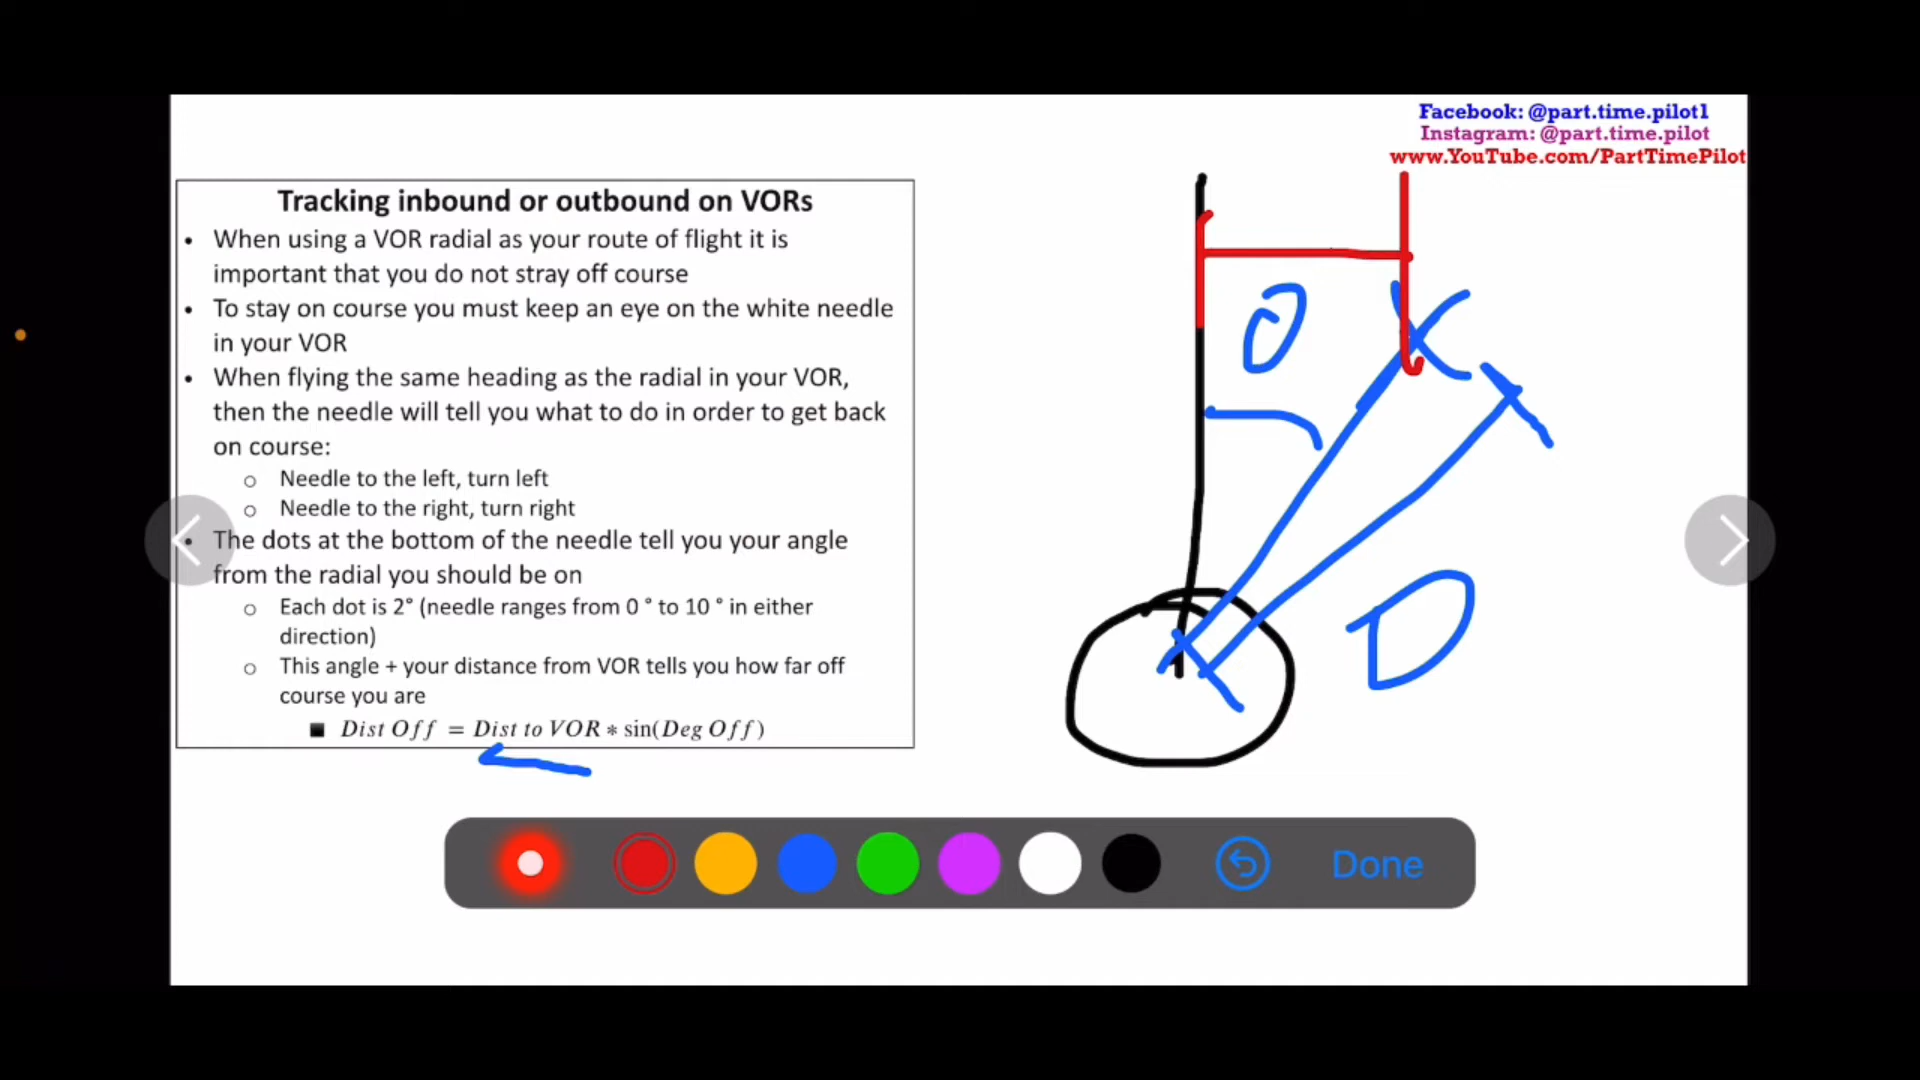 Facebook: @part.time.pilot1
Instagram: @part.time.pilot
www.YouTube.com/PartTimePilot
Tracking inbound or outbound on VORs
• When using a VOR radial as your route of flight it is
important that you do not stray off course
• To stay on course you must keep an eye on the white needle
in your VOR
• When flying the same heading as the radial in your VOR,
then the needle will tell you what to do in order to get back
on course:
o Needle to the left, turn left
o Needle to the right, turn right
• The dots at the bottom of the needle tell you your angle
from the radial you should be on
o Each dot is 2° (needle ranges from 0 ° to 10 ° in either
direction)
o This angle + your distance from VOR tells you how far off
course you are
■ Dist Off = Dist to VOR * sin(Deg Off)
D
Done